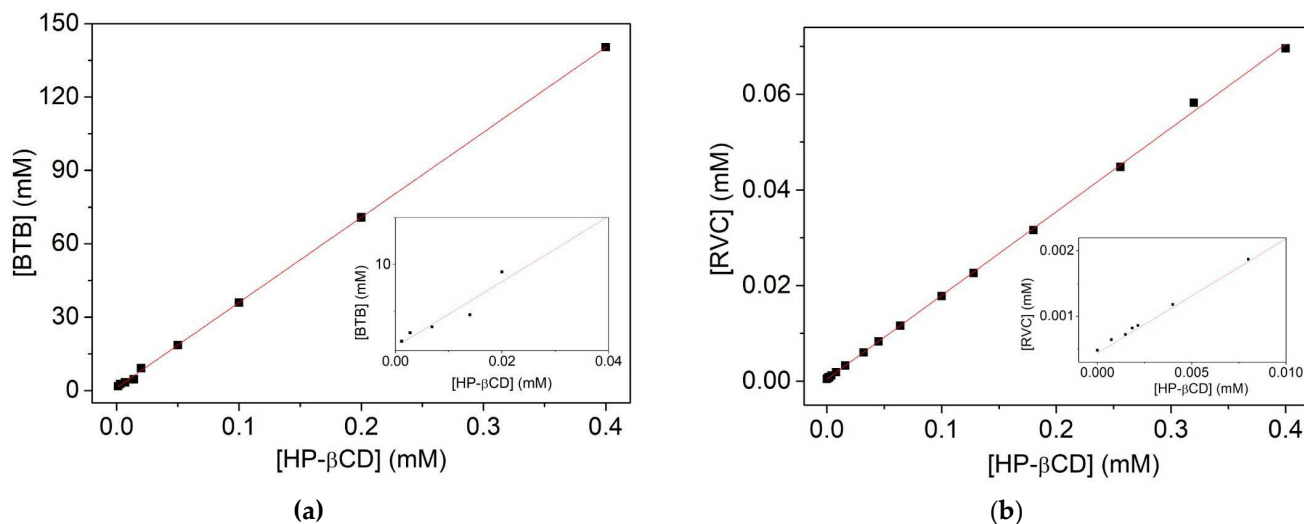 150
120
90
60
30
0
[BTB] (mM)
0.0 0.1 0.2 0.3 0.4
[HP-βCD] (mM)
10
[BTB] (mM)
0.00 0.02 0.04
[HP-βCD] (mM)
(a)
0.06
0.04
0.02
0.00
[RVC] (mM)
0.0 0.1 0.2 0.3 0.4
[HP-βCD] (mM)
0.002
0.001
[RVC] (mM)
0.000 0.005 0.010
[HP-βCD] (mM)
(b)